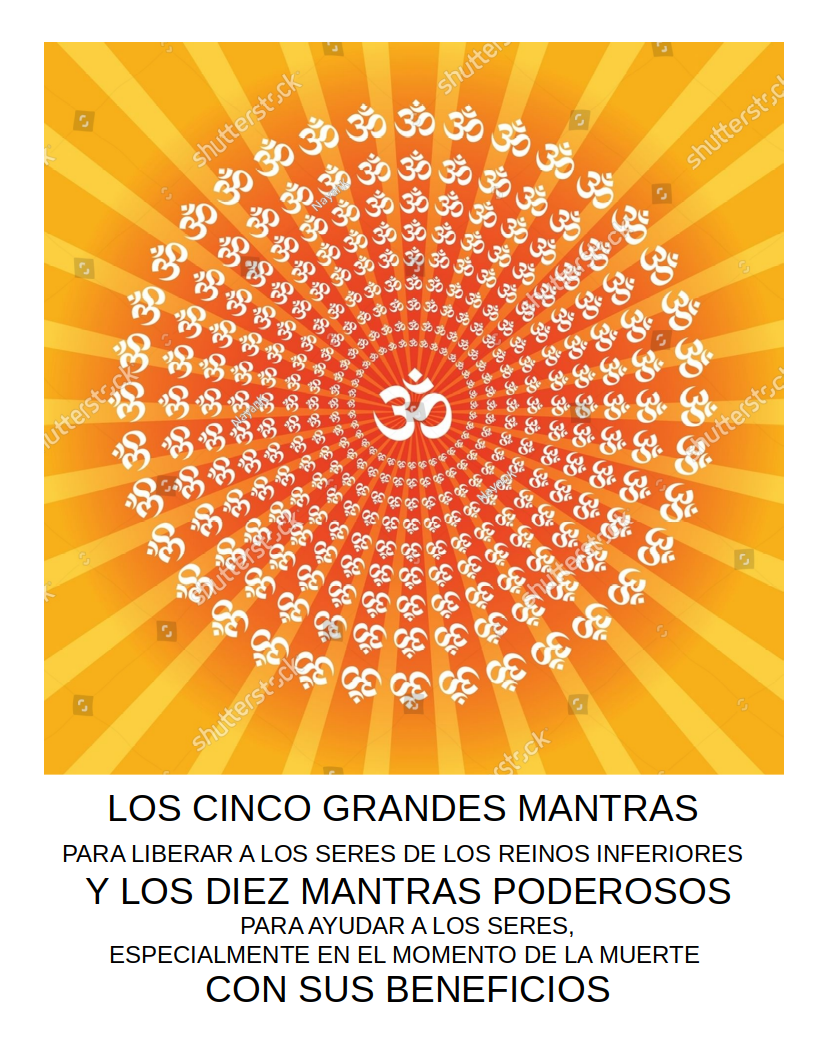 ॐ
LOS CINCO GRANDES MANTRAS
PARA LIBERAR A LOS SERES DE LOS REINOS INFERIORES
Y LOS DIEZ MANTRAS PODEROSOS
PARA AYUDAR A LOS SERES,
ESPECIALMENTE EN EL MOMENTO DE LA MUERTE
CON SUS BENEFICIOS